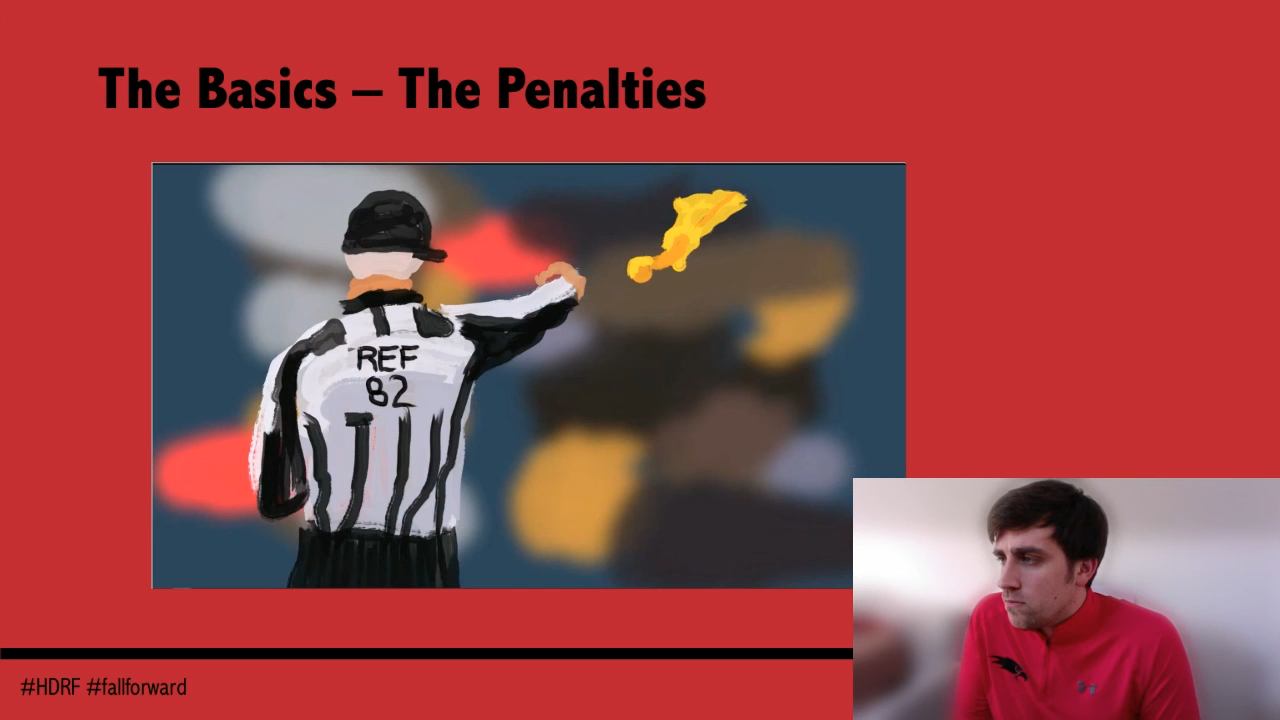 The Basics – The Penalties
REF
82
#HDRF #fallforward